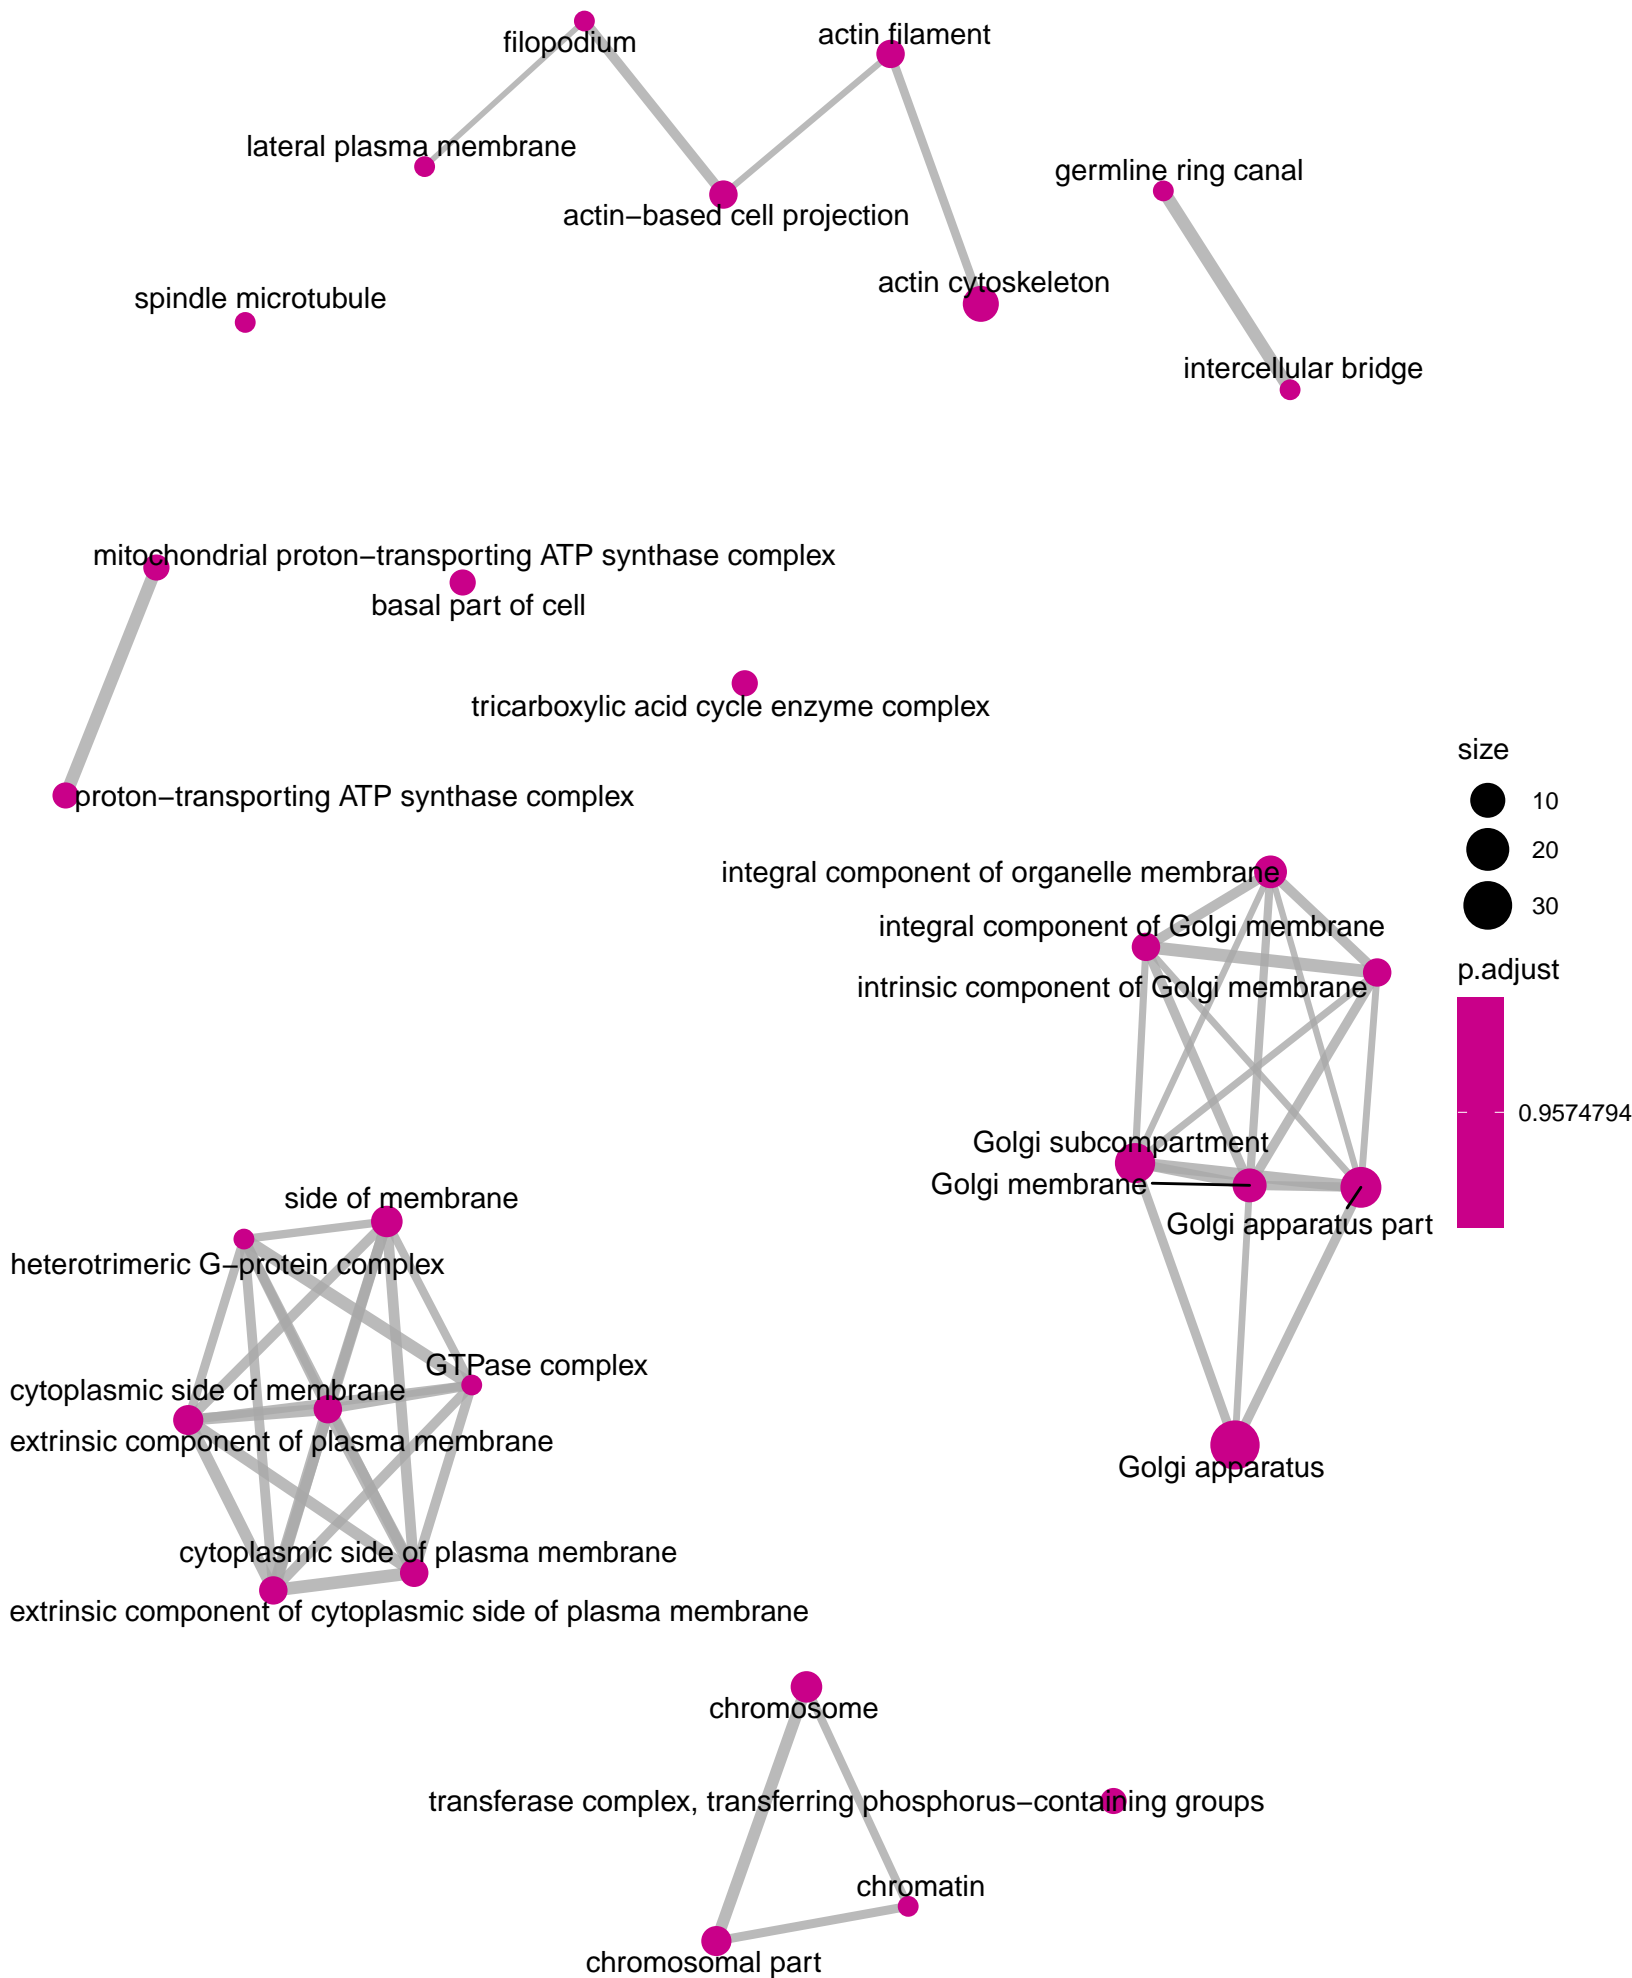 filopodium
actin filament
lateral plasma membrane
germline ring canal
actin−based cell projection
actin cytoskeleton
spindle microtubule
intercellular bridge
mitochondrial proton−transporting ATP synthase complex
basal part of cell
tricarboxylic acid cycle enzyme complex
proton−transporting ATP synthase complex
size
10
20
30
p.adjust
0.9574794
integral component of organelle membrane
integral component of Golgi membrane
intrinsic component of Golgi membrane
Golgi subcompartment
Golgi membrane
Golgi apparatus part
side of membrane
heterotrimeric G−protein complex
GTPase complex
cytoplasmic side of membrane
extrinsic component of plasma membrane
Golgi apparatus
cytoplasmic side of plasma membrane
extrinsic component of cytoplasmic side of plasma membrane
chromosome
transferase complex, transferring phosphorus−containing groups
chromatin
chromosomal part